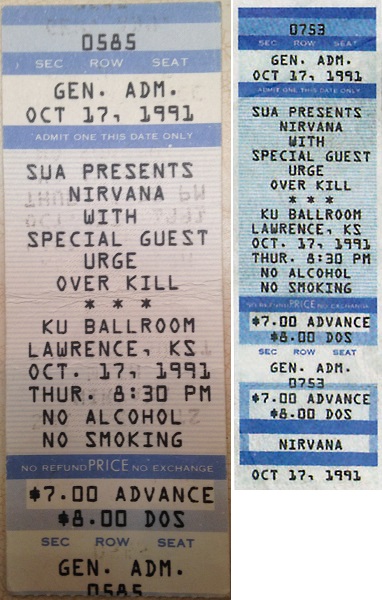 0585
SEC ROW SEAT
GEN. ADM.
OCT 17, 1991
ADMIT ONE THIS DATE ONLY
SUA PRESENTS
NIRVANA
WITH
SPECIAL GUEST
URGE
OVER KILL
* * *
KU BALLROOM
LAWRENCE, KS
OCT. 17, 1991
THUR. 8:30 PM
NO ALCOHOL
NO SMOKING
NO REFUND PRICE NO EXCHANGE
$7.00 ADVANCE
$8.00 DOS
SEC ROW SEAT
GEN. ADM.
0585
0753
SEC ROW SEAT
GEN. ADM.
OCT 17, 1991
ADMIT ONE THIS DATE ONLY
SUA PRESENTS
NIRVANA
WITH
SPECIAL GUEST
URGE
OVER KILL
* * *
KU BALLROOM
LAWRENCE, KS
OCT. 17, 1991
THUR. 8:30 PM
NO ALCOHOL
NO SMOKING
NO REFUND PRICE NO EXCHANGE
$7.00 ADVANCE
$8.00 DOS
SEC ROW SEAT
GEN. ADM.
0753
$7.00 ADVANCE
$8.00 DOS
NIRVANA
OCT 17, 1991